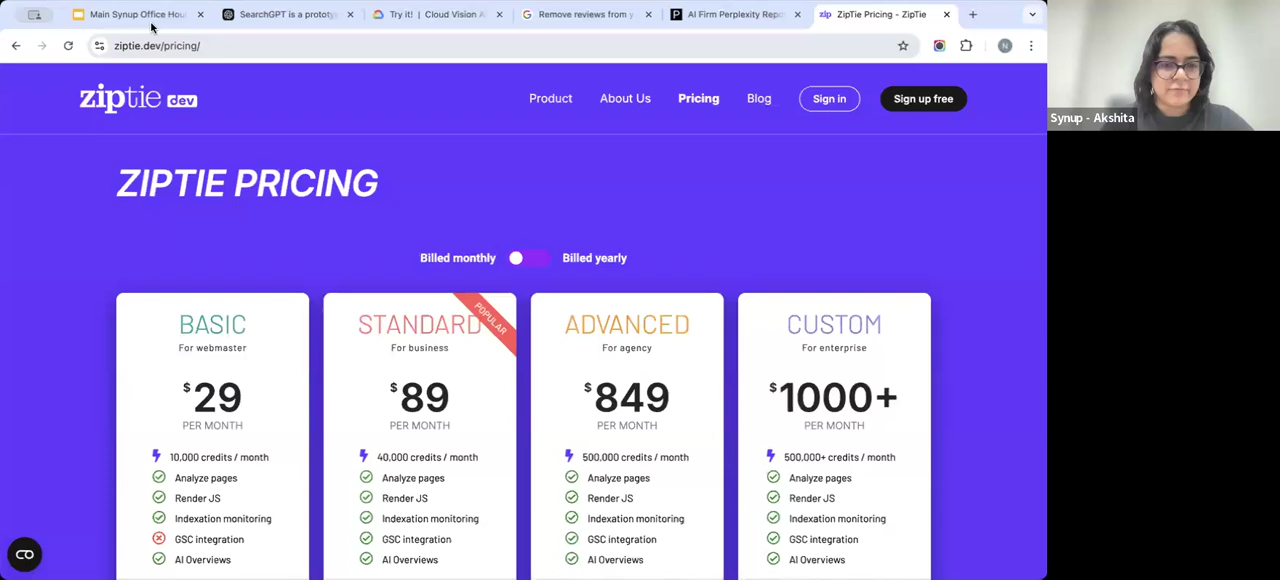 Main Synup Office Hou
SearchGPT is a prototy
Try it! | Cloud Vision A
Remove reviews from y
AI Firm Perplexity Repo
zip ZipTie Pricing - ZipTie
ziptie.dev/pricing/
N
ziptie dev
Product
About Us
Pricing
Blog
Sign in
Sign up free
ZIPTIE PRICING
Billed monthly
Billed yearly
BASIC
For webmaster
$29
PER MONTH
10,000 credits / month
Analyze pages
Render JS
Indexation monitoring
GSC integration
AI Overviews
STANDARD
POPULAR
For business
$89
PER MONTH
40,000 credits / month
Analyze pages
Render JS
Indexation monitoring
GSC integration
AI Overviews
ADVANCED
For agency
$849
PER MONTH
500,000 credits / month
Analyze pages
Render JS
Indexation monitoring
GSC integration
AI Overviews
CUSTOM
For enterprise
$1000+
PER MONTH
500,000+ credits / month
Analyze pages
Render JS
Indexation monitoring
GSC integration
AI Overviews
Synup - Akshita